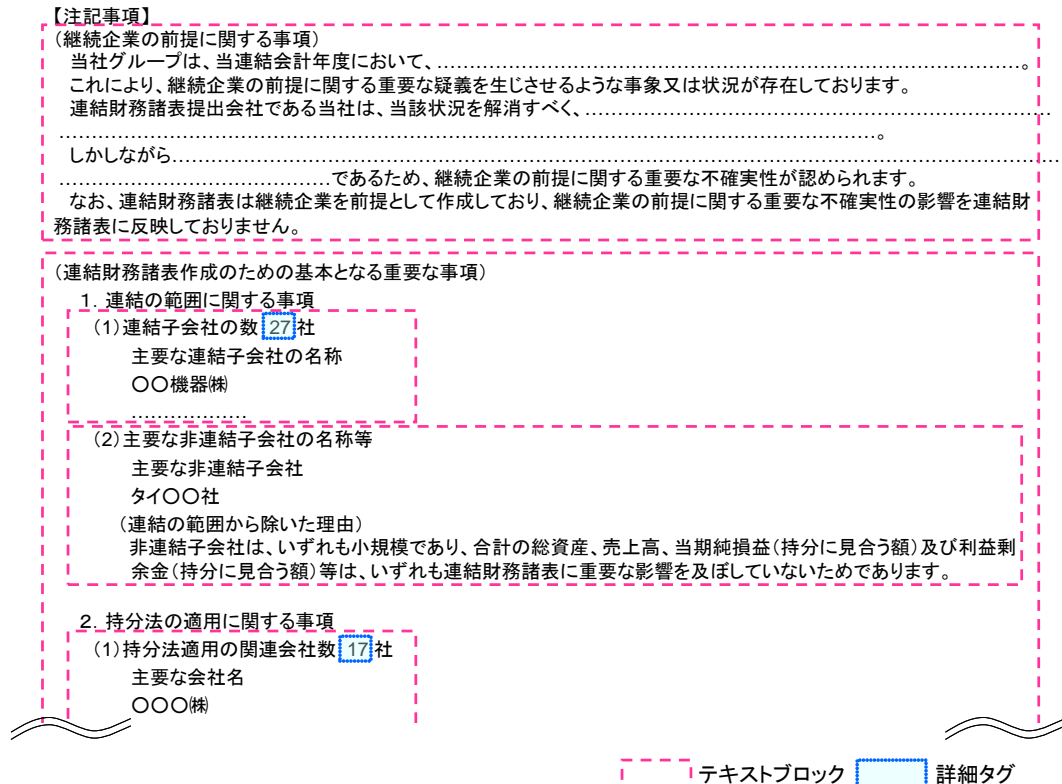 【注記事項】
(継続企業の前提に関する事項)
当社グループは、当連結会計年度において、……………………………………………………………………………。
これにより、継続企業の前提に関する重要な疑義を生じさせるような事象又は状況が存在しております。
連結財務諸表提出会社である当社は、当該状況を解消すべく、……………………………………………………………
……………………………………………………………………………………………………………。
しかしながら………………………………………………………………………………………………………………………
……………………………………であるため、継続企業の前提に関する重要な不確実性が認められます。
なお、連結財務諸表は継続企業を前提として作成しており、継続企業の前提に関する重要な不確実性の影響を連結財
務諸表に反映しておりません。
(連結財務諸表作成のための基本となる重要な事項)
1.連結の範囲に関する事項
(1)連結子会社の数 27 社
主要な連結子会社の名称
〇〇機器㈱
………………
(2)主要な非連結子会社の名称等
主要な非連結子会社
タイ〇〇社
(連結の範囲から除いた理由)
非連結子会社は、いずれも小規模であり、合計の総資産、売上高、当期純損益(持分に見合う額)及び利益剰
余金(持分に見合う額)等は、いずれも連結財務諸表に重要な影響を及ぼしていないためであります。
2.持分法の適用に関する事項
(1)持分法適用の関連会社数 17 社
主要な会社名
〇〇〇㈱
テキストブロック 詳細タグ